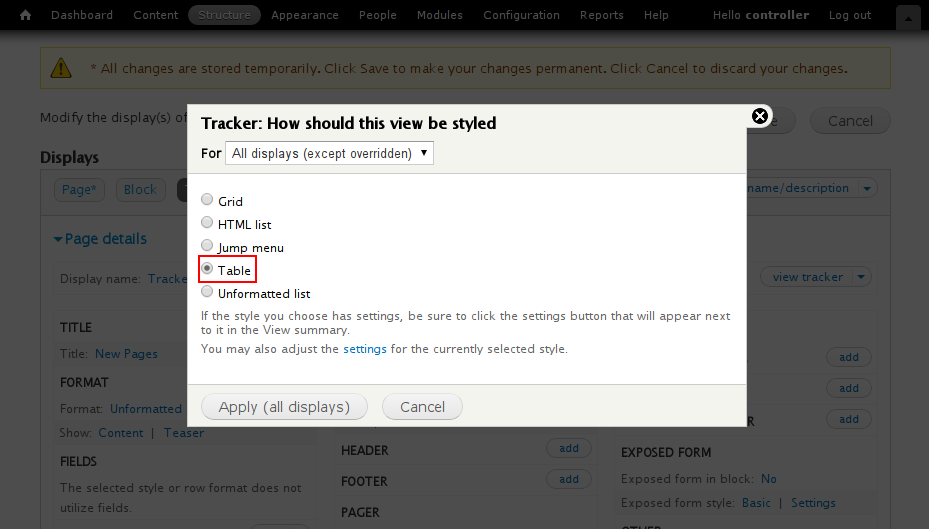 Dashboard Content Structure Appearance People Modules Configuration Reports Help Hello controller Log out
* All changes are stored temporarily. Click Save to make your changes permanent. Click Cancel to discard your changes.
Modify the display(s) of
Cancel
Displays
Page* Block
name/description
Page details
Display name: Tracke
view tracker
Tracker: How should this view be styled
For All displays (except overridden)
Grid
HTML list
Jump menu
Table
Unformatted list
If the style you choose has settings, be sure to click the settings button that will appear next
to it in the View summary.
You may also adjust the settings for the currently selected style.
Apply (all displays) Cancel
TITLE
Title: New Pages
FORMAT
Format: Unformatted
Show: Content | Teaser
FIELDS
The selected style or row format does not
utilize fields.
HEADER add
FOOTER add
PAGER
add
add
R add
EXPOSED FORM
Exposed form in block: No
Exposed form style: Basic | Settings